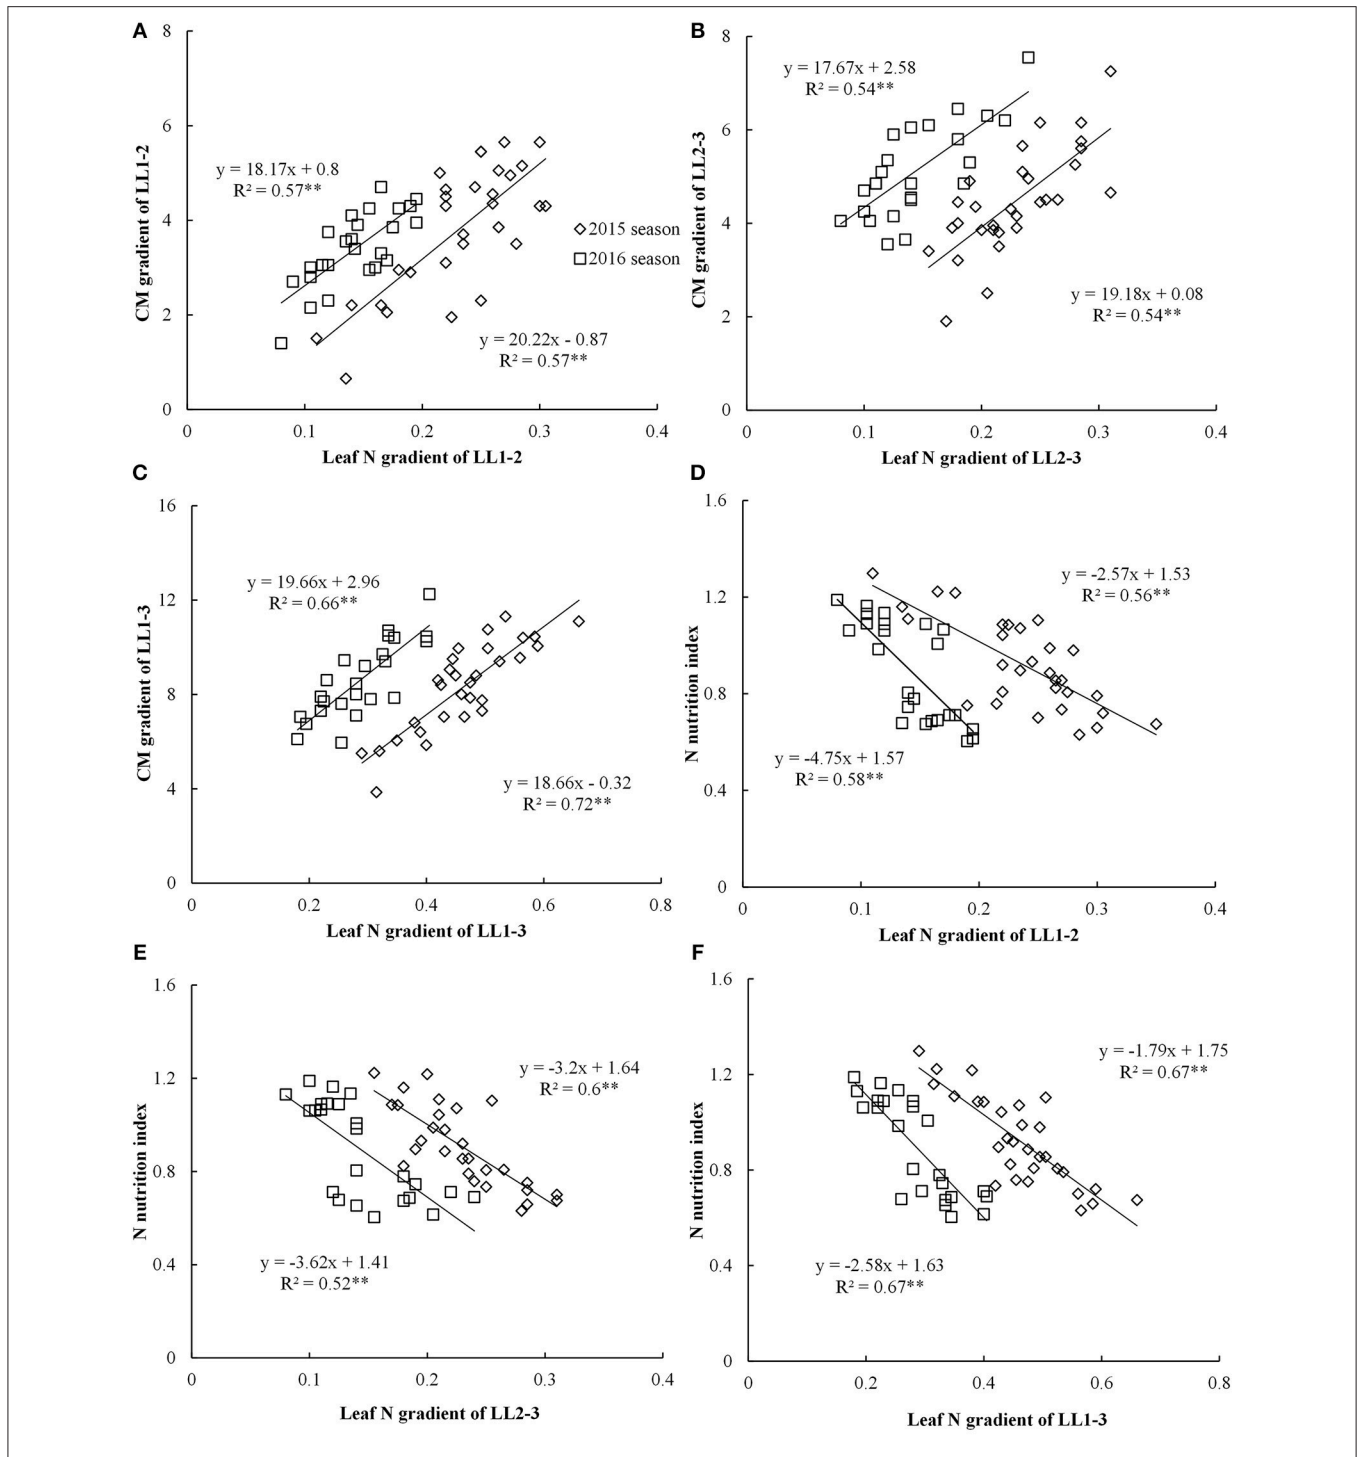 A
8
6
4
2
0
0
0.1
0.2
0.3
0.4
CM gradient of LL1-2
Leaf N gradient of LL1-2
y = 18.17x + 0.8
R² = 0.57**
2015 season
2016 season
y = 20.22x - 0.87
R² = 0.57**
B
8
6
4
2
0
0
0.1
0.2
0.3
0.4
CM gradient of LL2-3
Leaf N gradient of LL2-3
y = 17.67x + 2.58
R² = 0.54**
y = 19.18x + 0.08
R² = 0.54**
C
16
12
8
4
0
0
0.2
0.4
0.6
0.8
CM gradient of LL1-3
Leaf N gradient of LL1-3
y = 19.66x + 2.96
R² = 0.66**
y = 18.66x - 0.32
R² = 0.72**
D
1.6
1.2
0.8
0.4
0
0
0.1
0.2
0.3
0.4
N nutrition index
Leaf N gradient of LL1-2
y = -2.57x + 1.53
R² = 0.56**
y = -4.75x + 1.57
R² = 0.58**
E
1.6
1.2
0.8
0.4
0
0
0.1
0.2
0.3
0.4
N nutrition index
Leaf N gradient of LL2-3
y = -3.2x + 1.64
R² = 0.6**
y = -3.62x + 1.41
R² = 0.52**
F
1.6
1.2
0.8
0.4
0
0
0.2
0.4
0.6
0.8
N nutrition index
Leaf N gradient of LL1-3
y = -1.79x + 1.75
R² = 0.67**
y = -2.58x + 1.63
R² = 0.67**